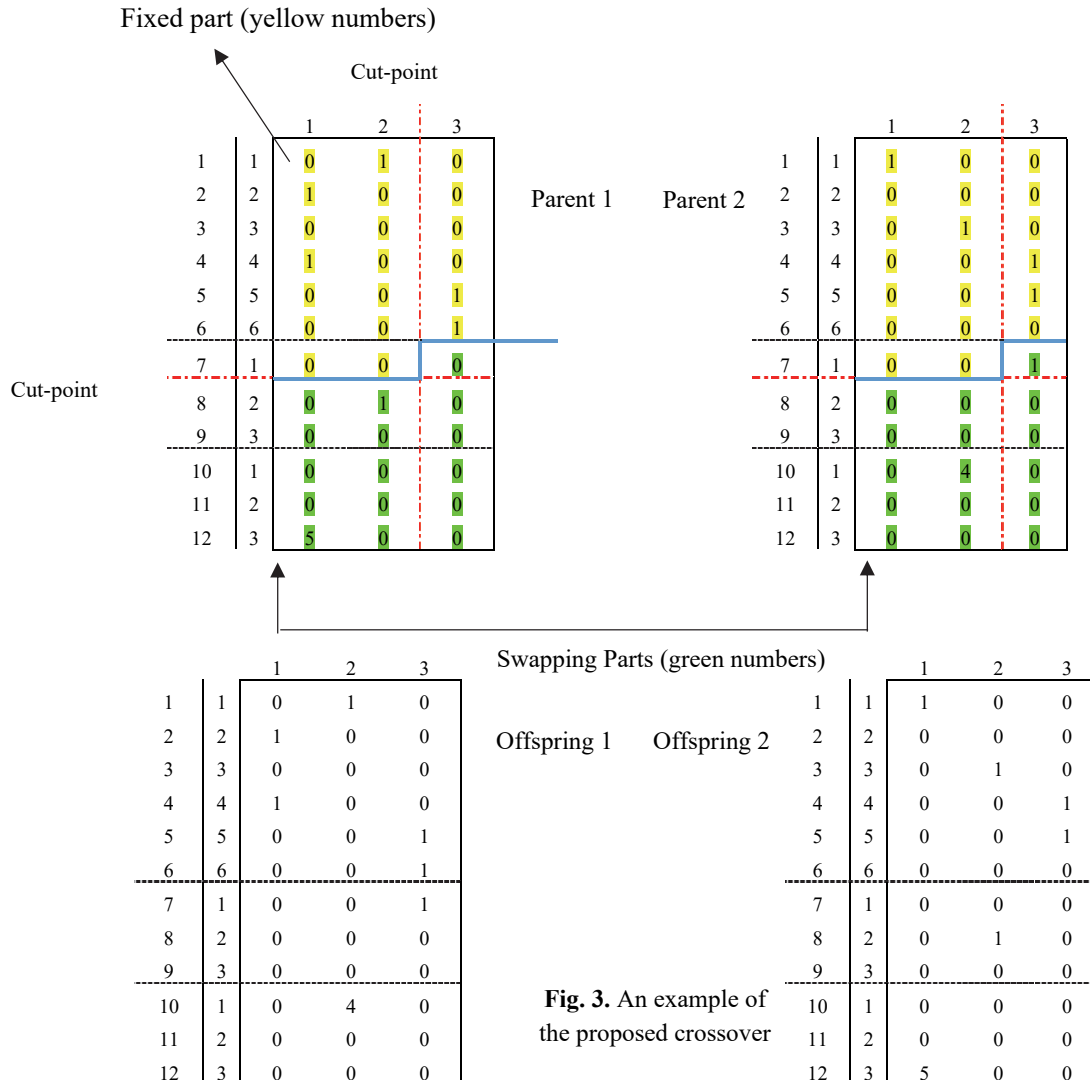 Fixed part (yellow numbers)
Cut-point
1 2 3 1 2 3
1 1 0 1 0 1 1 1 0 0
2 2 1 0 0 Parent 1 Parent 2 2 2 0 0 0
3 3 0 0 0 3 3 0 1 0
4 4 1 0 0 4 4 0 0 1
5 5 0 0 1 5 5 0 0 1
6 6 0 0 1 6 6 0 0 0
7 1 0 0 0 7 1 0 0 1
Cut-point
8 2 0 1 0 8 2 0 0 0
9 3 0 0 0 9 3 0 0 0
10 1 0 0 0 10 1 0 4 0
11 2 0 0 0 11 2 0 0 0
12 3 5 0 0 12 3 0 0 0
Swapping Parts (green numbers)
1 2 3 1 2 3
1 1 0 1 0 1 1 1 0 0
2 2 1 0 0 Offspring 1 Offspring 2 2 2 0 0 0
3 3 0 0 0 3 3 0 1 0
4 4 1 0 0 4 4 0 0 1
5 5 0 0 1 5 5 0 0 1
6 6 0 0 1 6 6 0 0 0
7 1 0 0 1 7 1 0 0 0
8 2 0 0 0 8 2 0 1 0
9 3 0 0 0 9 3 0 0 0
10 1 0 4 0 Fig. 3. An example of 10 1 0 0 0
11 2 0 0 0 the proposed crossover 11 2 0 0 0
12 3 0 0 0 12 3 5 0 0